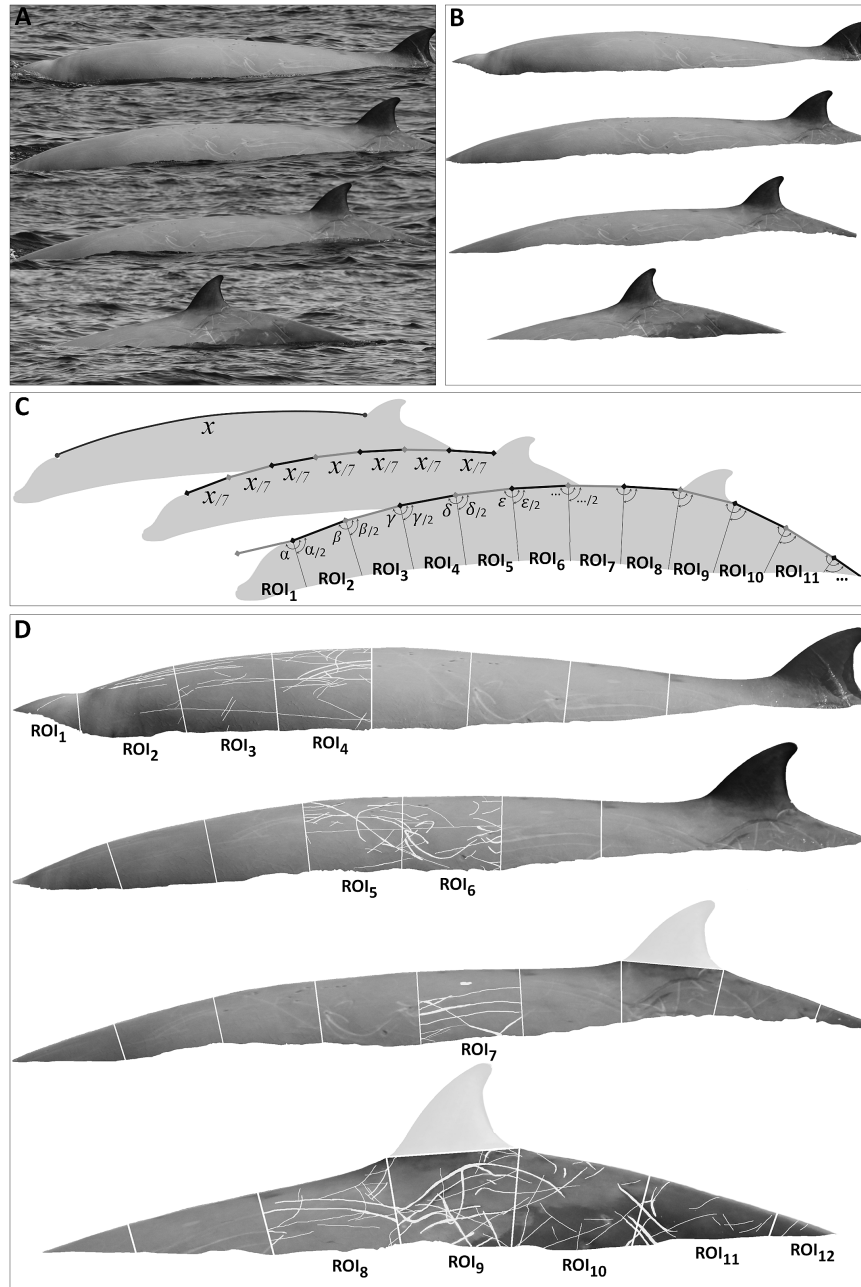 A
B
C
x
x/7 x/7 x/7 x/7 x/7 x/7 x/7
α α/2 β β/2 γ γ/2 δ δ/2 ε ε/2 ... .../2
ROI1 ROI2 ROI3 ROI4 ROI5 ROI6 ROI7 ROI8 ROI9 ROI10 ROI11 ...
D
ROI1 ROI2 ROI3 ROI4
ROI5 ROI6
ROI7
ROI8 ROI9 ROI10 ROI11 ROI12